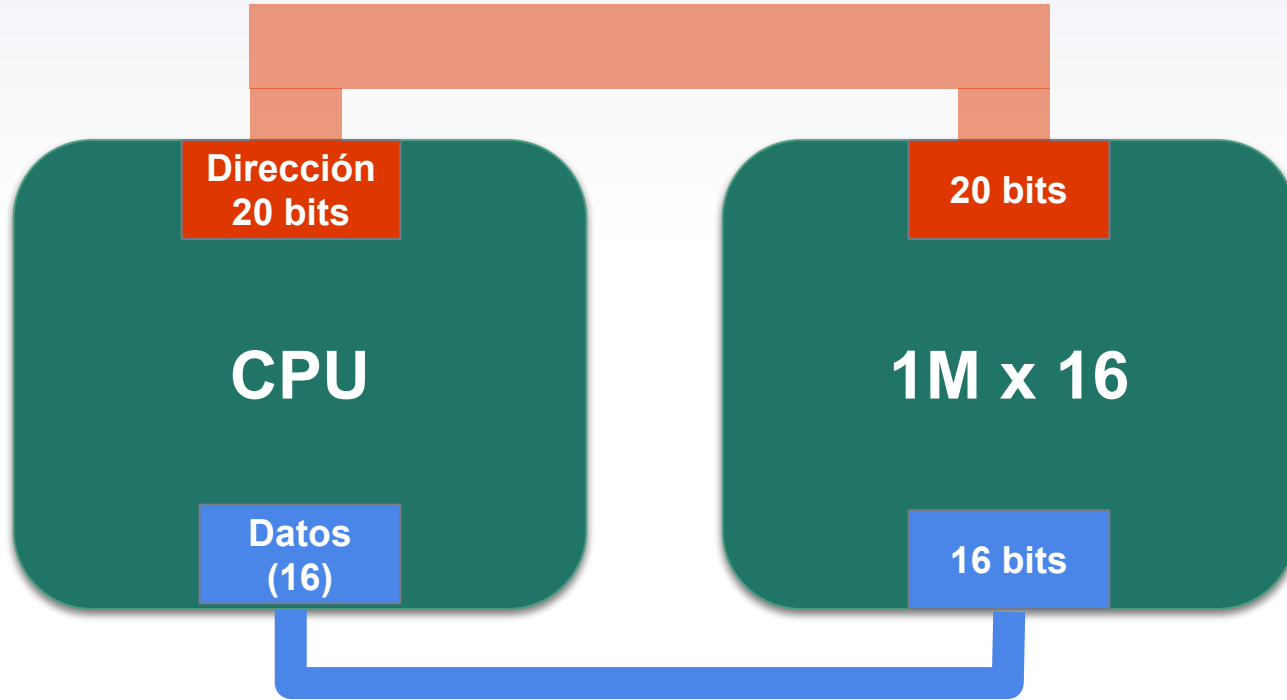 Dirección
20 bits
20 bits
CPU
1M x 16
Datos
(16)
16 bits